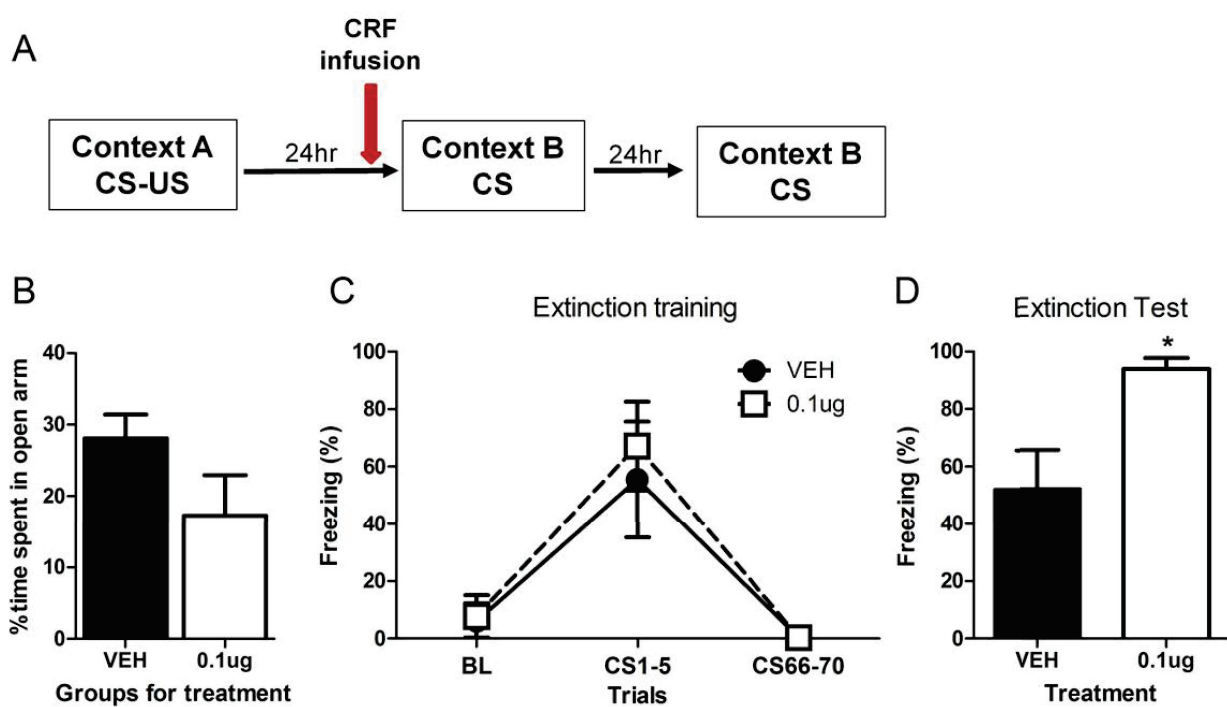 A
CRF
infusion
Context A
CS-US
24hr
Context B
CS
24hr
Context B
CS
B
%time spent in open arm
40
30
20
10
0
VEH
0.1ug
Groups for treatment
C
Extinction training
Freezing (%)
100
80
60
40
20
0
VEH
0.1ug
BL
CS1-5
CS66-70
Trials
D
Extinction Test
Freezing (%)
100
80
60
40
20
0
*
VEH
0.1ug
Treatment